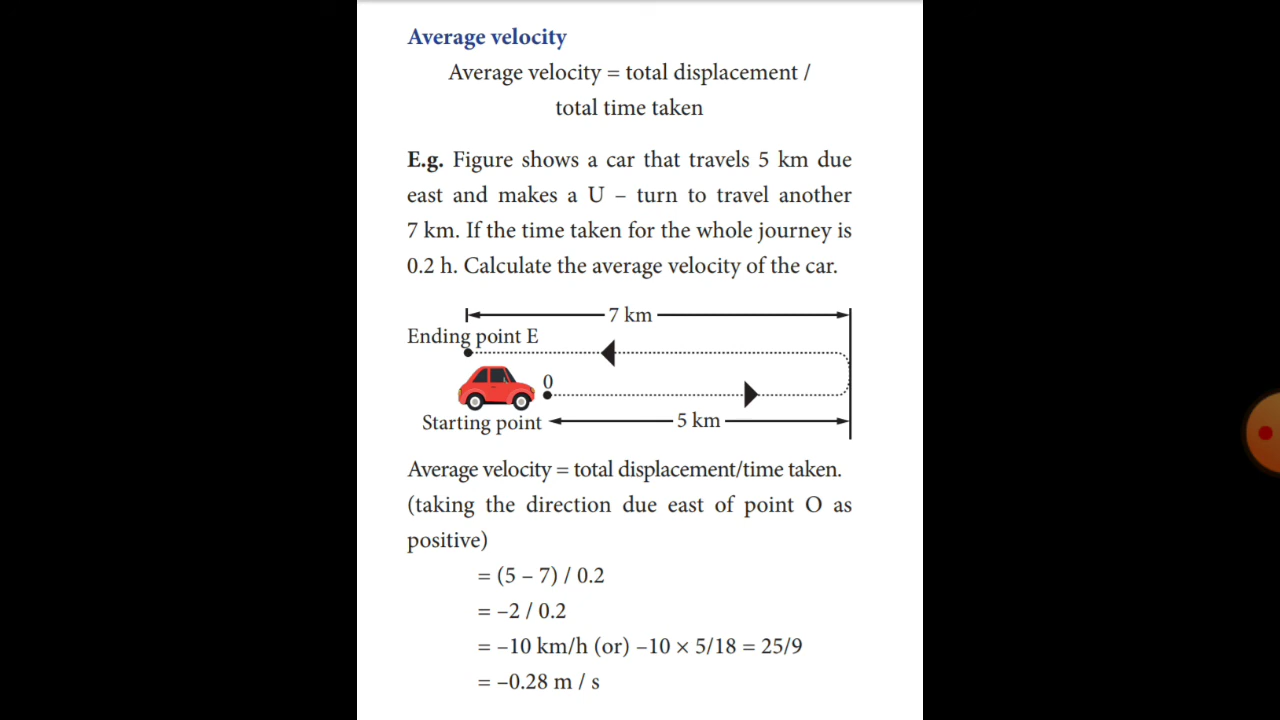 Average velocity
Average velocity = total displacement /
total time taken
E.g. Figure shows a car that travels 5 km due
east and makes a U – turn to travel another
7 km. If the time taken for the whole journey is
0.2 h. Calculate the average velocity of the car.
7 km
Ending point E
0
Starting point
5 km
Average velocity = total displacement/time taken.
(taking the direction due east of point O as
positive)
= (5 – 7) / 0.2
= –2 / 0.2
= –10 km/h (or) –10 × 5/18 = 25/9
= –0.28 m / s